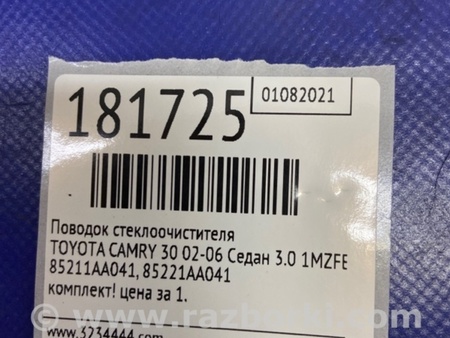 181725
01082021
Поводок стеклоочистителя
TOYOTA CAMRY 30 02-06 Седан 3.0 1MZFE
85211AA041, 85221AA041
комплект! цена за 1.
www.3234444.com
www.razborki.com